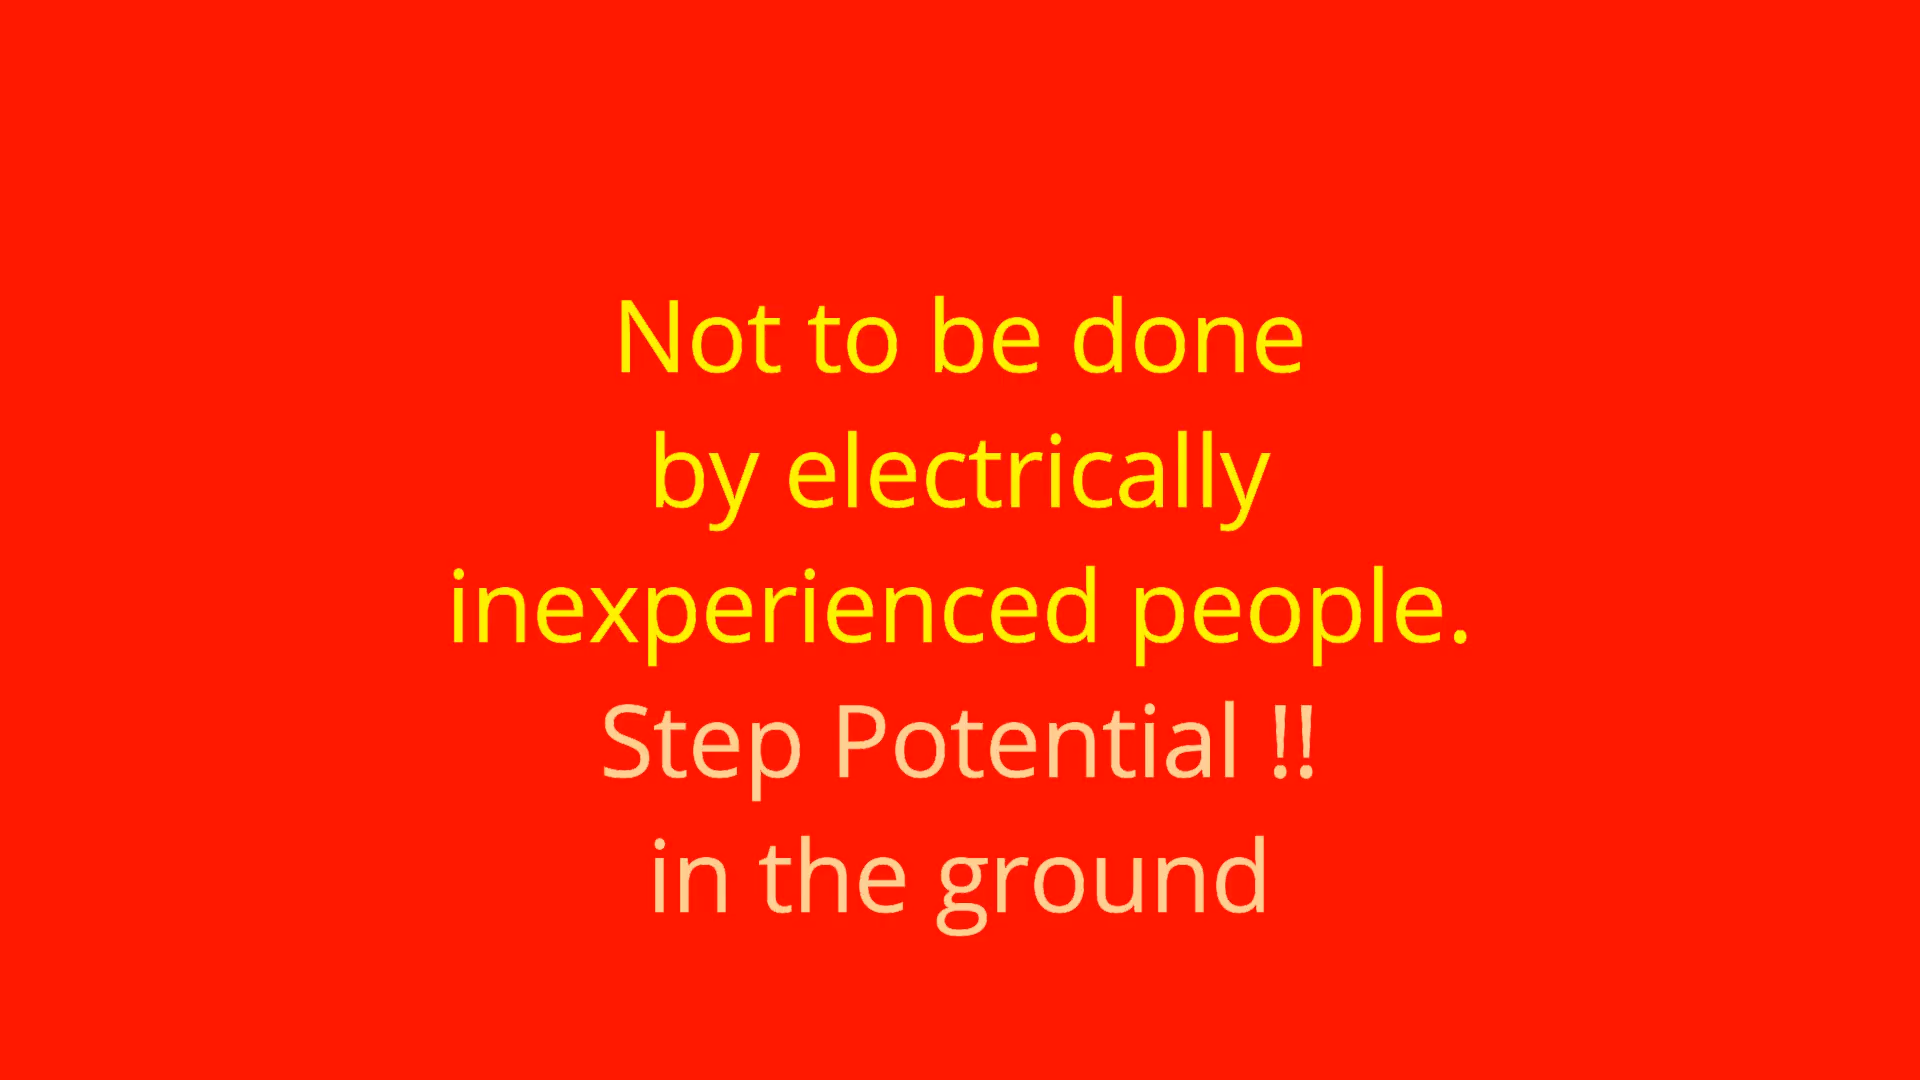 Not to be done
by electrically
inexperienced people.
Step Potential !!
in the ground